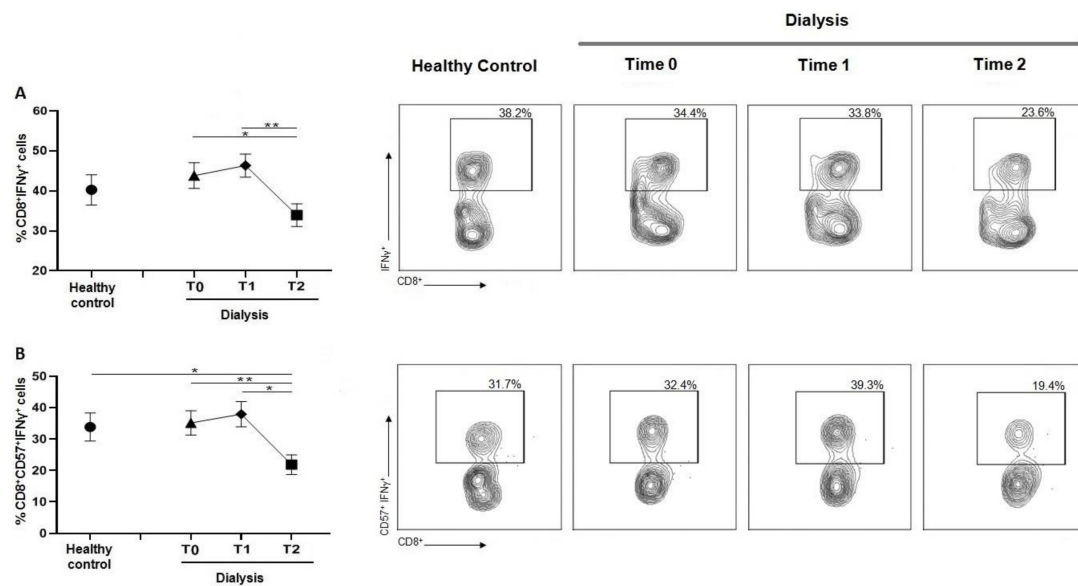 Dialysis
Healthy Control
Time 0
Time 1
Time 2
A
60
50
40
30
20
% CD8+IFNγ+ cells
**
*
Healthy control
T0
T1
T2
Dialysis
38.2%
34.4%
33.8%
23.6%
IFNγ+
CD8+
B
50
40
30
20
10
0
% CD8+CD57+IFNγ+ cells
*
**
*
Healthy control
T0
T1
T2
Dialysis
31.7%
32.4%
39.3%
19.4%
CD57+ IFNγ+
CD8+